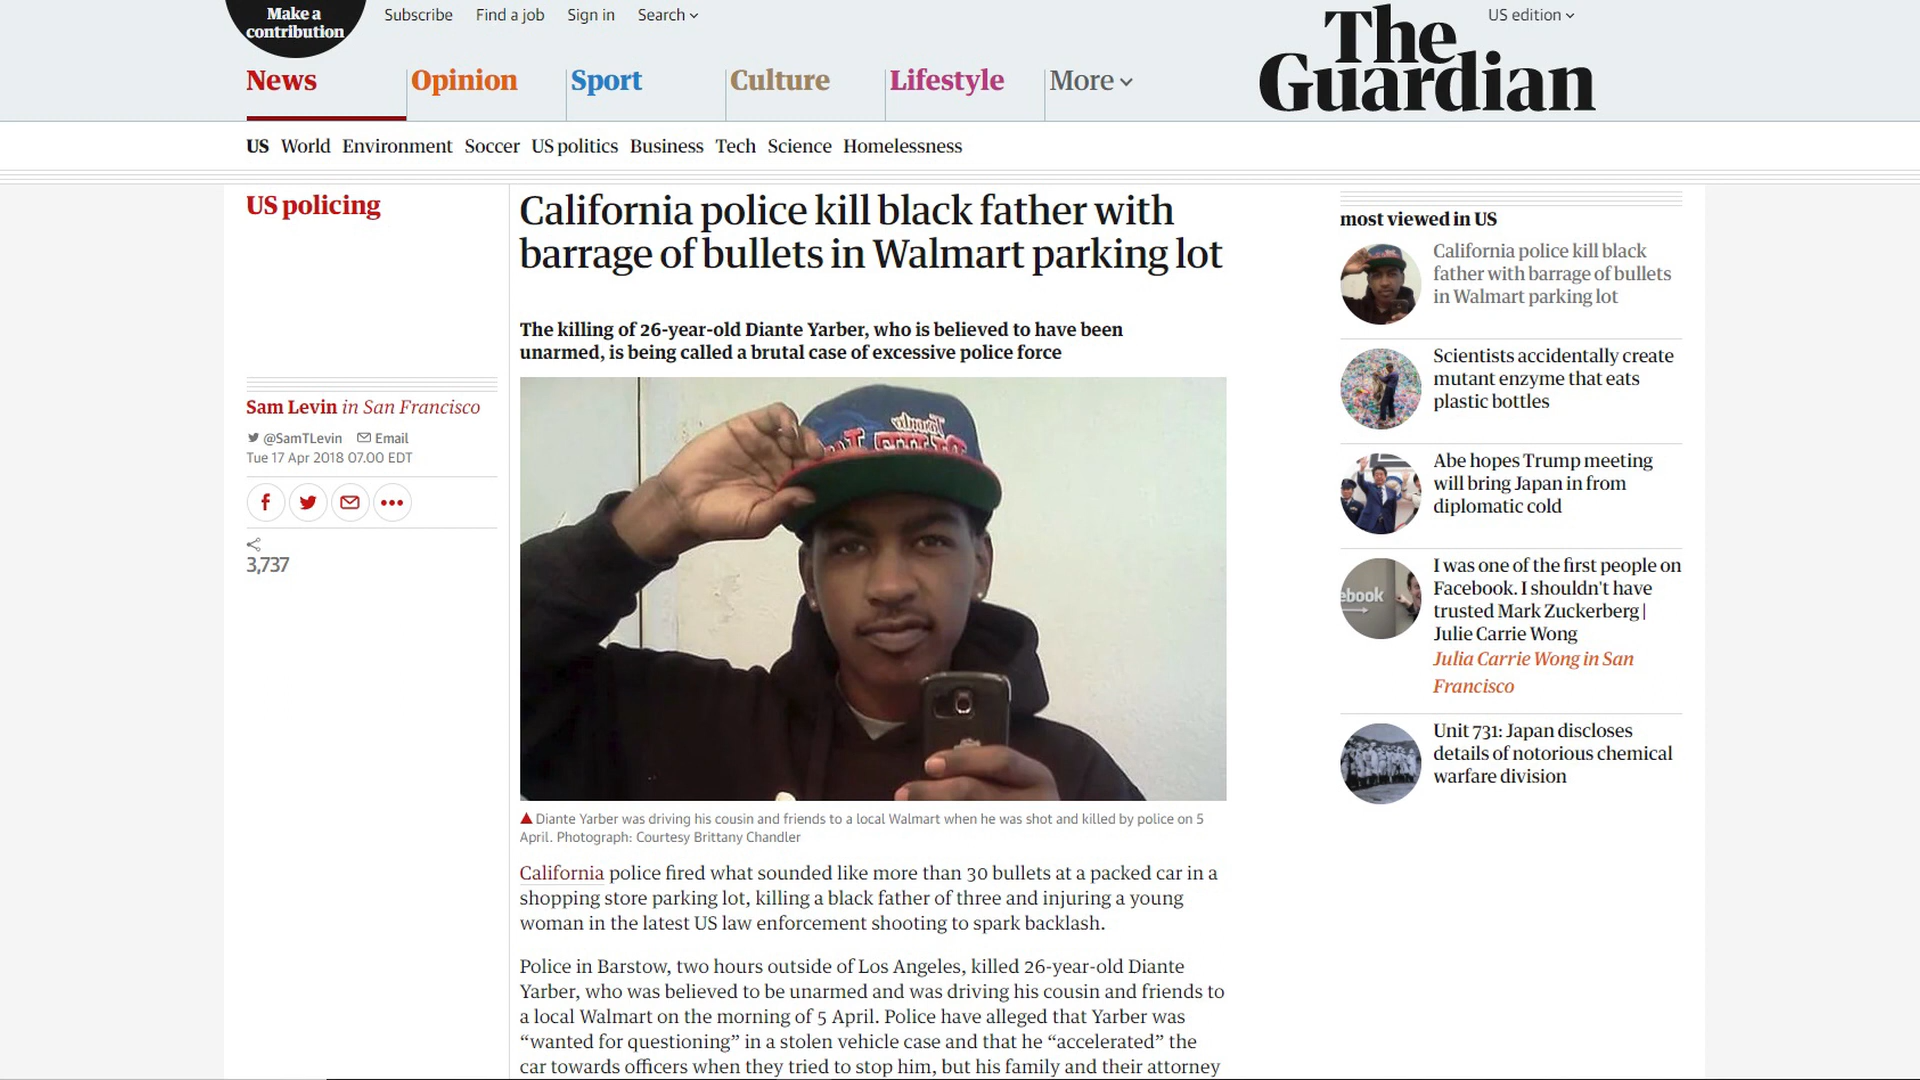 Make a
contribution
Subscribe
Find a job
Sign in
Search
US edition
The
Guardian
News
Opinion
Sport
Culture
Lifestyle
More
US
World
Environment
Soccer
US politics
Business
Tech
Science
Homelessness
US policing
California police kill black father with
barrage of bullets in Walmart parking lot
The killing of 26-year-old Diante Yarber, who is believed to have been
unarmed, is being called a brutal case of excessive police force
Sam Levin in San Francisco
@SamTLevin
Email
Tue 17 Apr 2018 07.00 EDT
3,737
Diante Yarber was driving his cousin and friends to a local Walmart when he was shot and killed by police on 5
April. Photograph: Courtesy Brittany Chandler
California police fired what sounded like more than 30 bullets at a packed car in a
shopping store parking lot, killing a black father of three and injuring a young
woman in the latest US law enforcement shooting to spark backlash.
Police in Barstow, two hours outside of Los Angeles, killed 26-year-old Diante
Yarber, who was believed to be unarmed and was driving his cousin and friends to
a local Walmart on the morning of 5 April. Police have alleged that Yarber was
“wanted for questioning” in a stolen vehicle case and that he “accelerated” the
car towards officers when they tried to stop him, but his family and their attorney
most viewed in US
California police kill black
father with barrage of bullets
in Walmart parking lot
Scientists accidentally create
mutant enzyme that eats
plastic bottles
Abe hopes Trump meeting
will bring Japan in from
diplomatic cold
ebook
I was one of the first people on
Facebook. I shouldn't have
trusted Mark Zuckerberg |
Julie Carrie Wong
Julia Carrie Wong in San
Francisco
Unit 731: Japan discloses
details of notorious chemical
warfare division